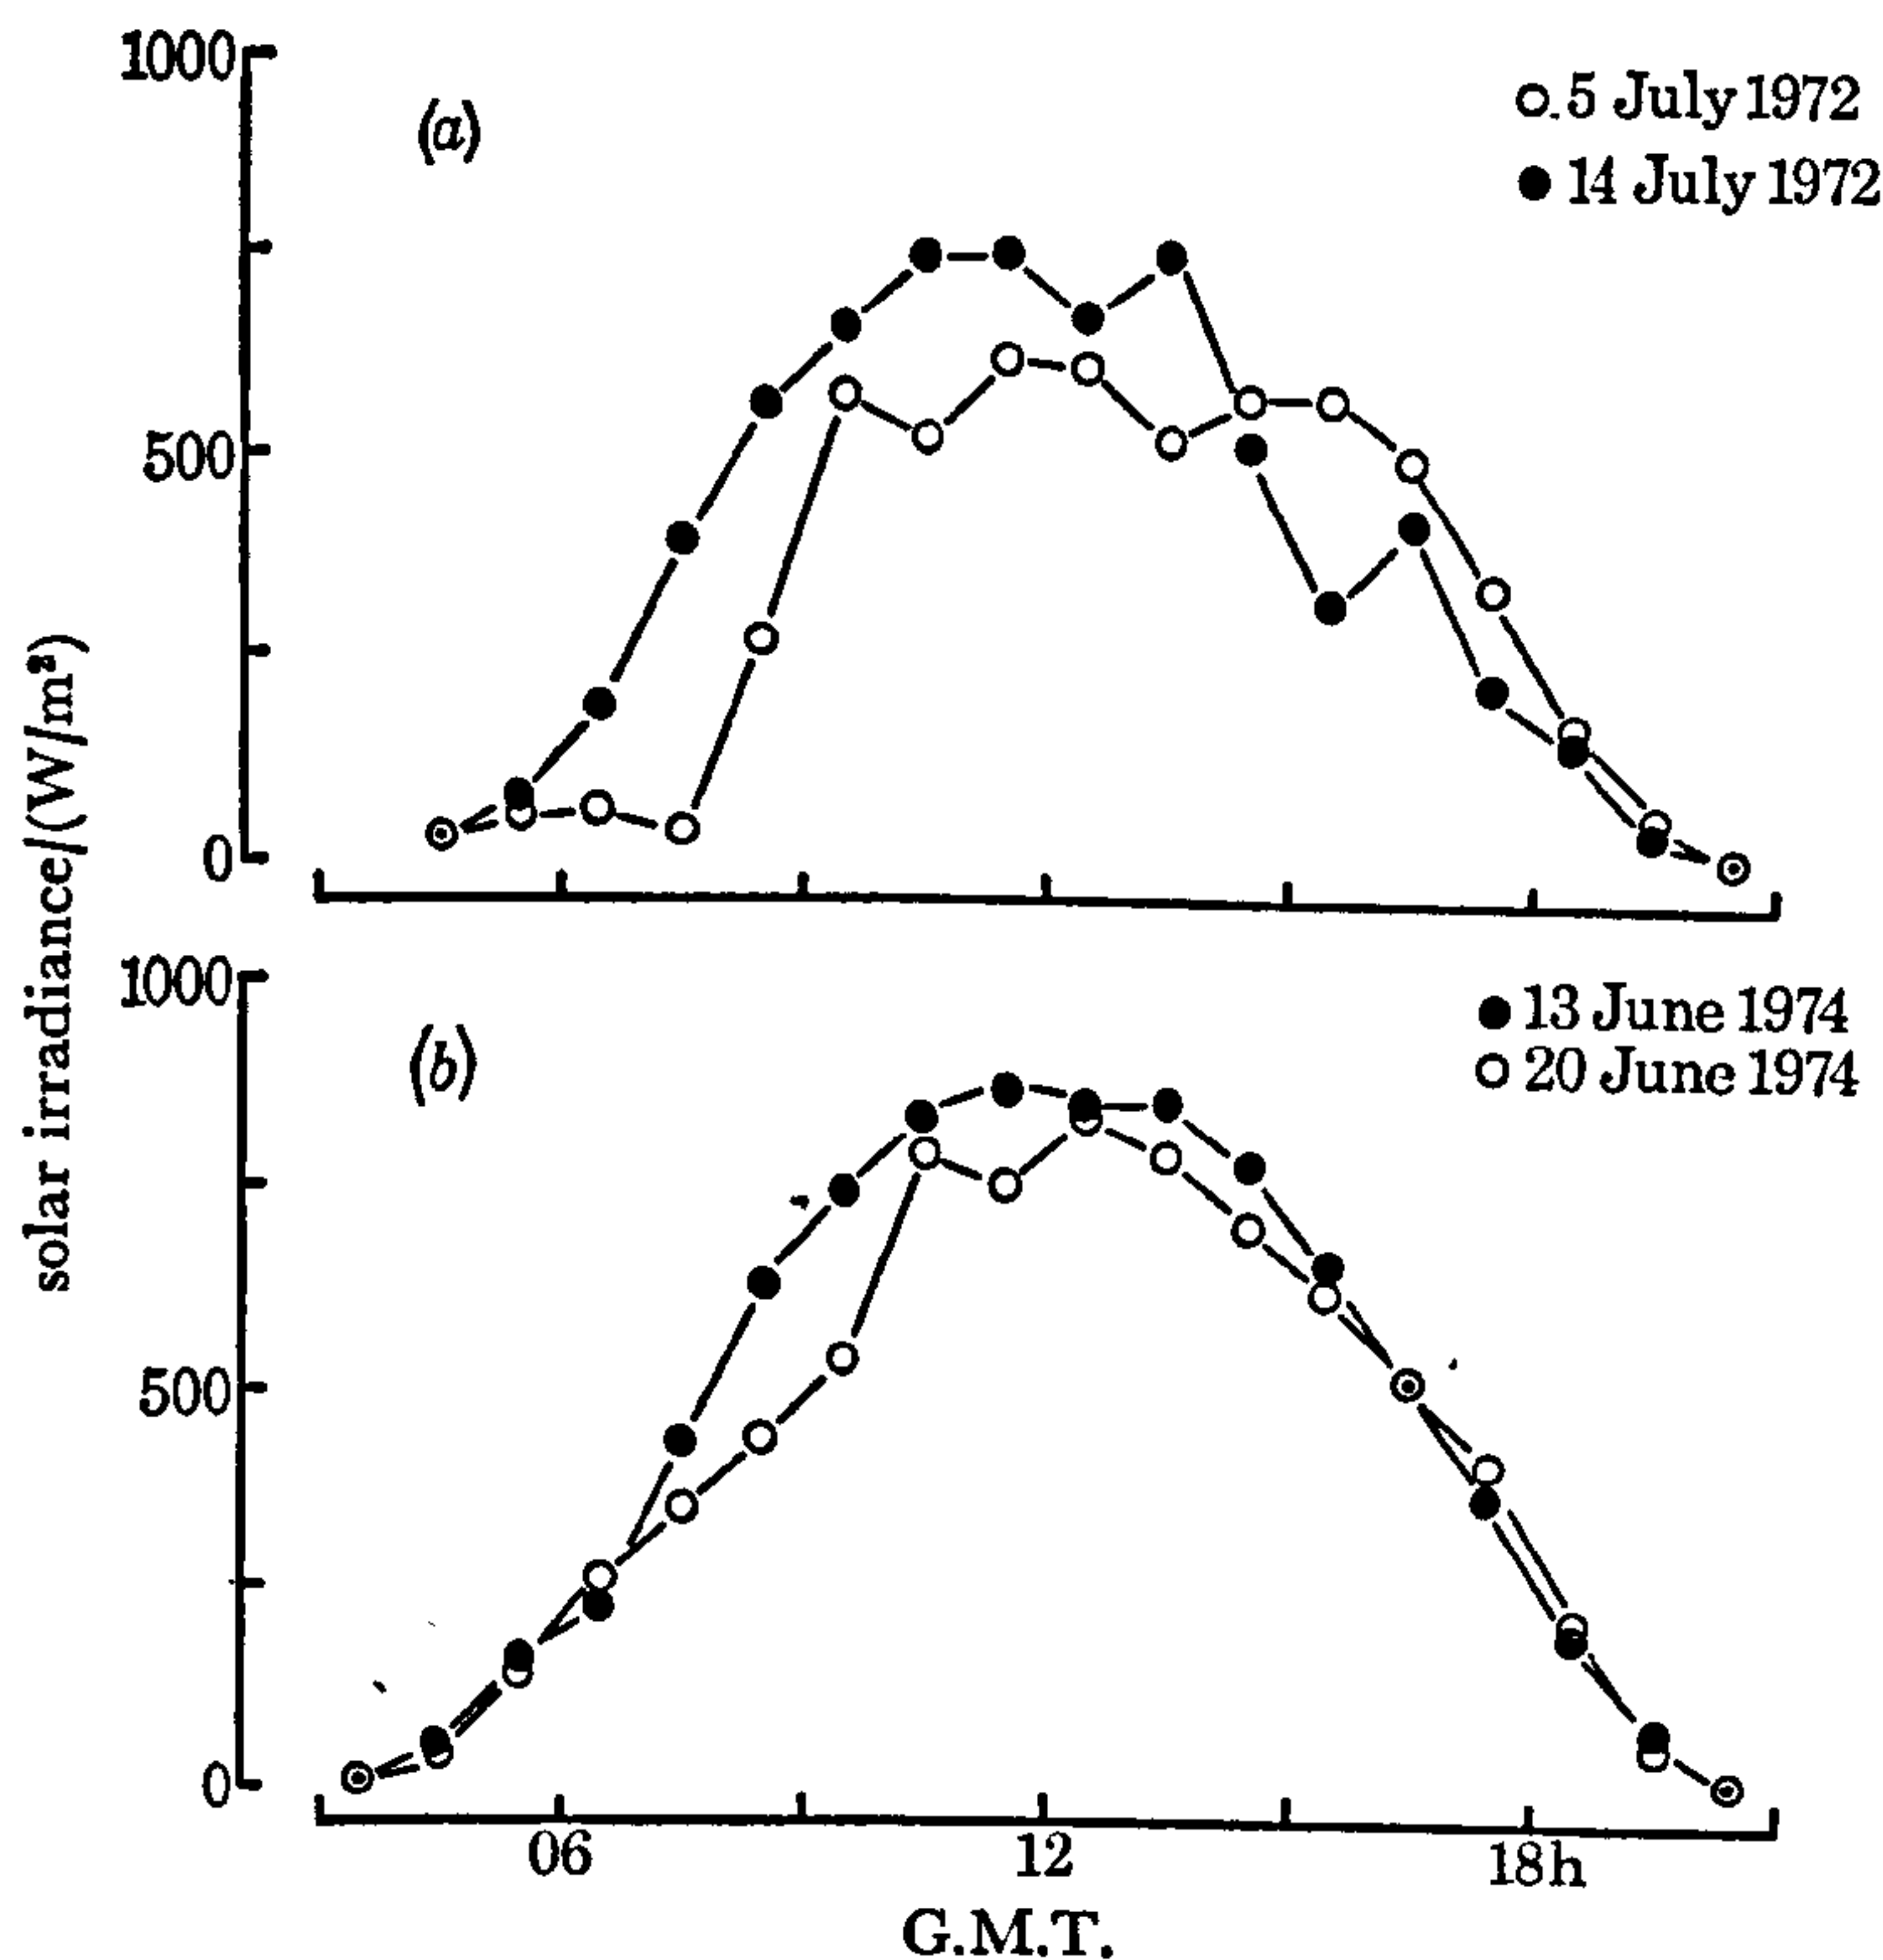 1000
(a)
○ 5 July 1972
● 14 July 1972
500
0
solar irradiance/(W/m²)
1000
(b)
● 13 June 1974
○ 20 June 1974
500
0
06 12 18h
G.M.T.